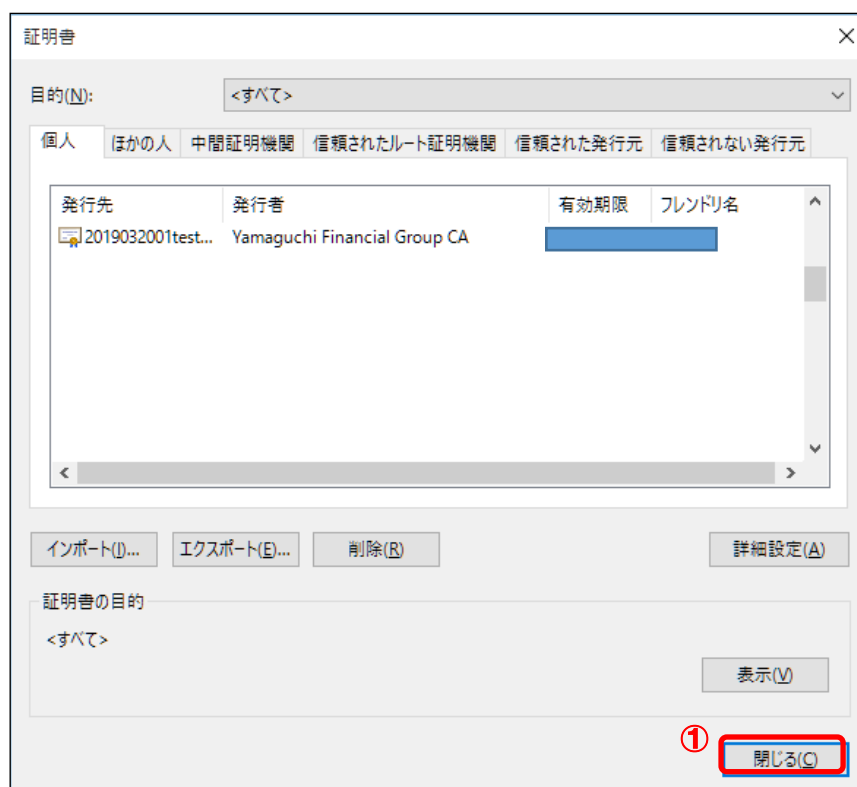 証明書
目的(N): <すべて>
個人 ほかの人 中間証明機関 信頼されたルート証明機関 信頼された発行元 信頼されない発行元
発行先 発行者 有効期限 フレンドリ名
2019032001test... Yamaguchi Financial Group CA
インポート(I)... エクスポート(E)... 削除(R) 詳細設定(A)
証明書の目的
<すべて>
表示(V)
① 閉じる(C)